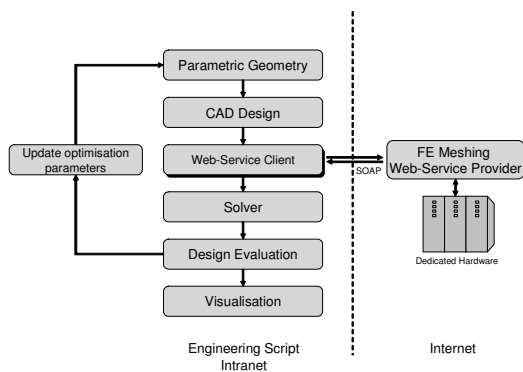 Parametric Geometry
CAD Design
Update optimisation
parameters
Web-Service Client
SOAP
FE Meshing
Web-Service Provider
Solver
Dedicated Hardware
Design Evaluation
Visualisation
Engineering Script
Intranet
Internet